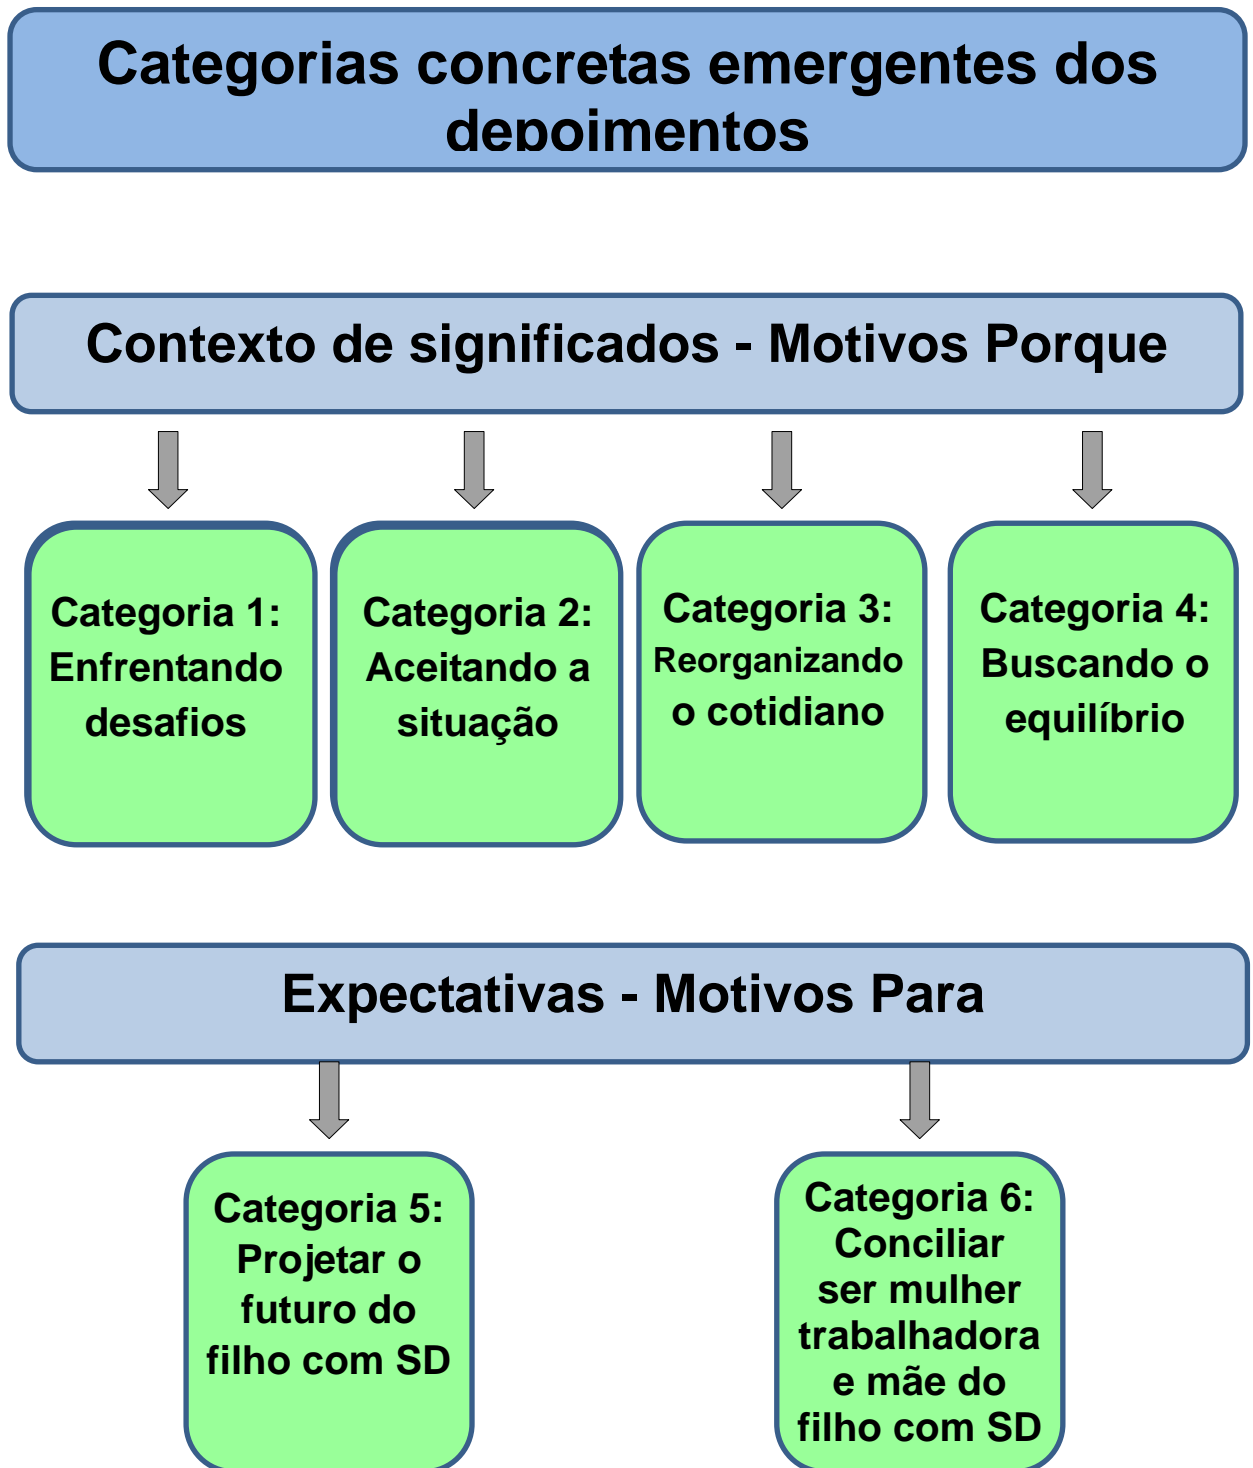 Categorias concretas emergentes dos
depoimentos
Contexto de significados - Motivos Porque
Categoria 1:
Enfrentando
desafios
Categoria 2:
Aceitando a
situação
Categoria 3:
Reorganizando
o cotidiano
Categoria 4:
Buscando o
equilíbrio
Expectativas - Motivos Para
Categoria 5:
Projetar o
futuro do
filho com SD
Categoria 6:
Conciliar
ser mulher
trabalhadora
e mãe do
filho com SD